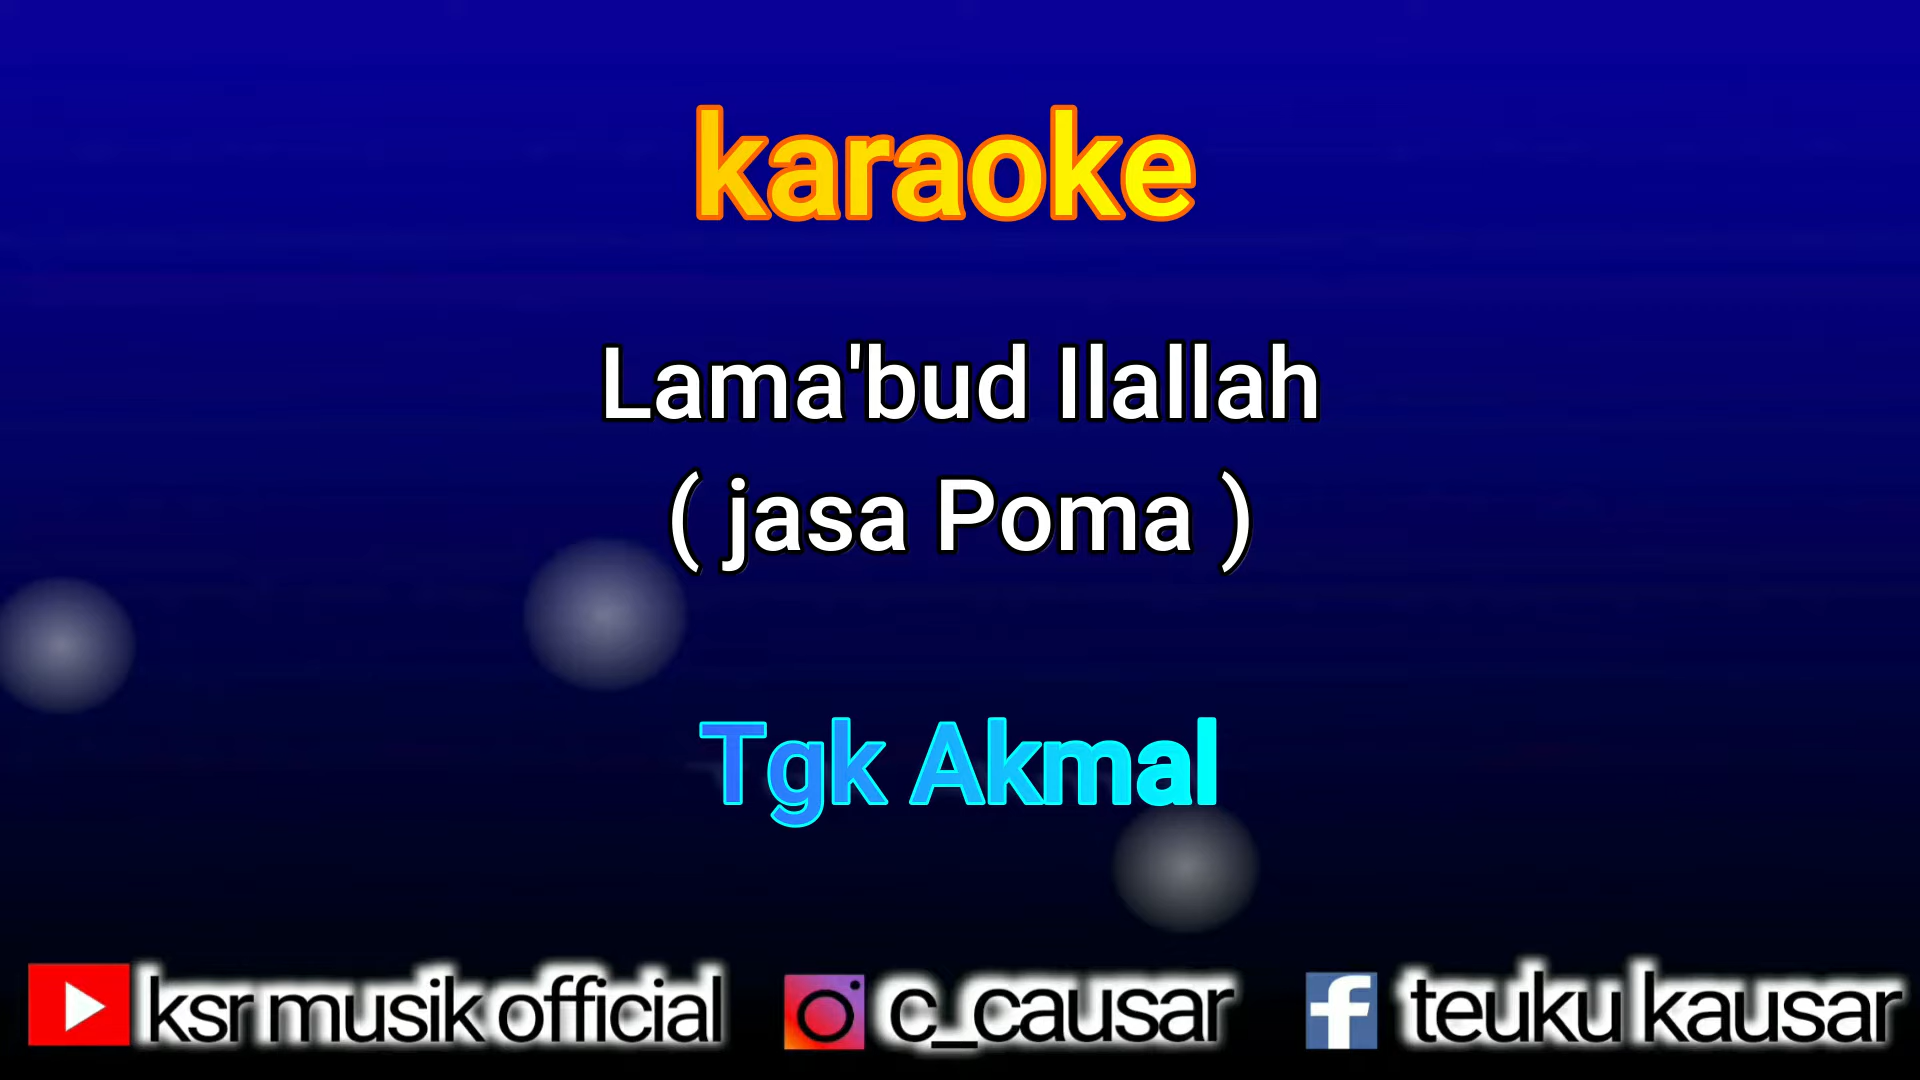 karaoke
Lama'bud Ilallah
( jasa Poma )
Tgk Akmal
ksr musik official c_causar teuku kausar